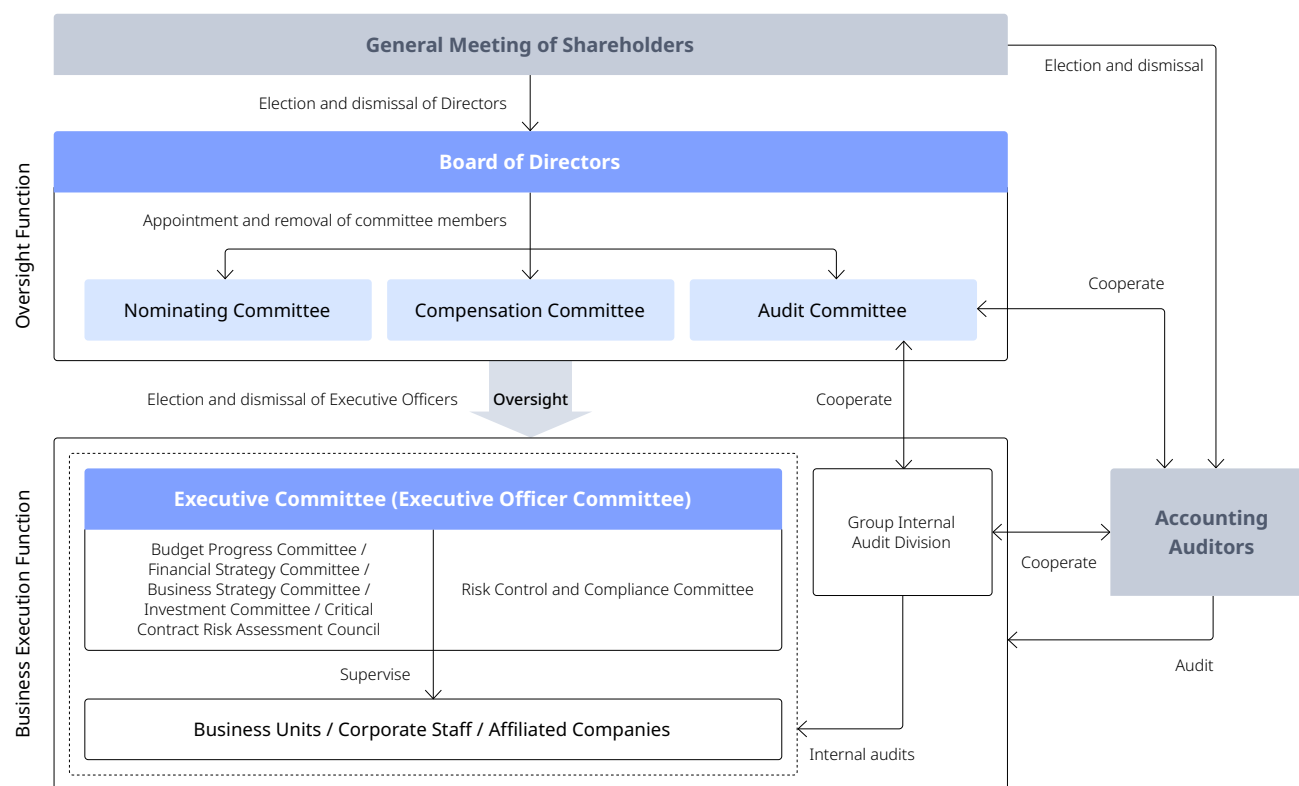 General Meeting of Shareholders
Election and dismissal
Election and dismissal of Directors
Oversight Function
Board of Directors
Appointment and removal of committee members
Cooperate
Nominating Committee
Compensation Committee
Audit Committee
Election and dismissal of Executive Officers
Oversight
Cooperate
Business Execution Function
Executive Committee (Executive Officer Committee)
Budget Progress Committee /
Financial Strategy Committee /
Business Strategy Committee /
Investment Committee / Critical
Contract Risk Assessment Council
Risk Control and Compliance Committee
Group Internal
Audit Division
Cooperate
Accounting
Auditors
Supervise
Audit
Business Units / Corporate Staff / Affiliated Companies
Internal audits